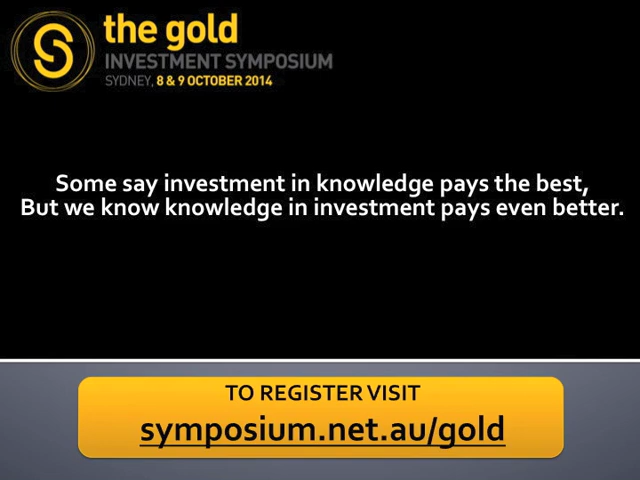 the gold
INVESTMENT SYMPOSIUM
SYDNEY, 8 & 9 OCTOBER 2014
Some say investment in knowledge pays the best,
But we know knowledge in investment pays even better.
TO REGISTER VISIT
symposium.net.au/gold